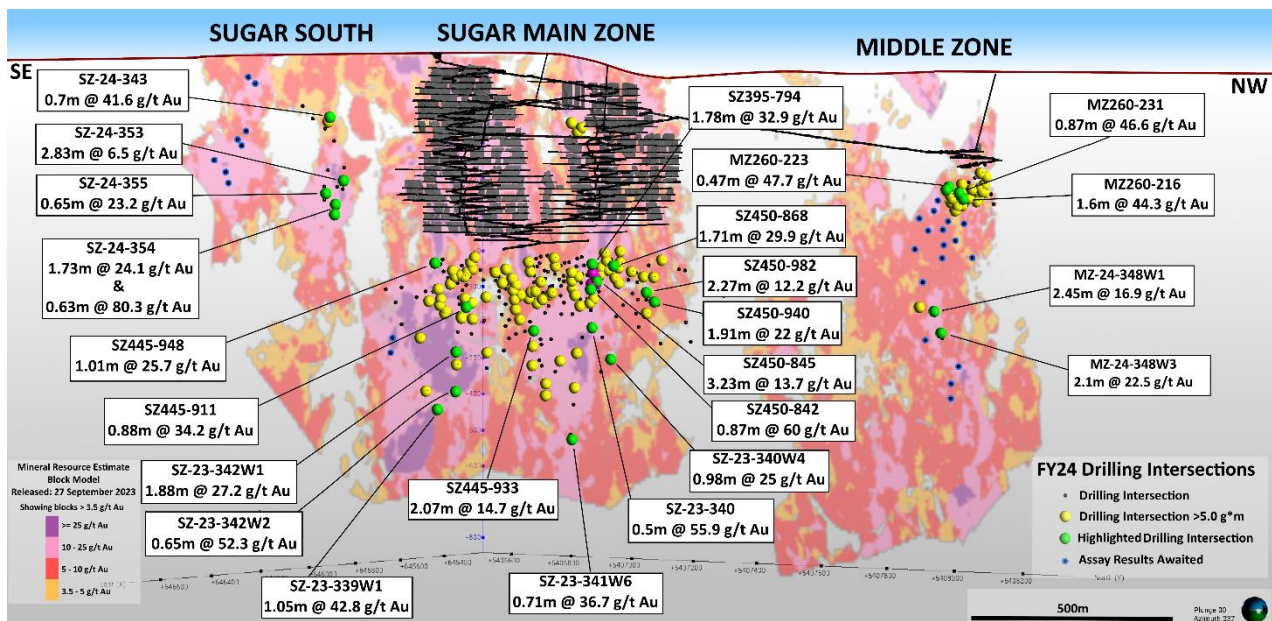 SUGAR SOUTH
SUGAR MAIN ZONE
MIDDLE ZONE
SE
NW
SZ-24-343
0.7m @ 41.6 g/t Au
SZ-24-353
2.83m @ 6.5 g/t Au
SZ-24-355
0.65m @ 23.2 g/t Au
SZ-24-354
1.73m @ 24.1 g/t Au
&
0.63m @ 80.3 g/t Au
SZ445-948
1.01m @ 25.7 g/t Au
SZ445-911
0.88m @ 34.2 g/t Au
SZ-23-342W1
1.88m @ 27.2 g/t Au
SZ-23-342W2
0.65m @ 52.3 g/t Au
SZ-23-339W1
1.05m @ 42.8 g/t Au
SZ445-933
2.07m @ 14.7 g/t Au
SZ-23-341W6
0.71m @ 36.7 g/t Au
SZ-23-340
0.5m @ 55.9 g/t Au
SZ-23-340W4
0.98m @ 25 g/t Au
SZ450-842
0.87m @ 60 g/t Au
SZ450-845
3.23m @ 13.7 g/t Au
SZ450-940
1.91m @ 22 g/t Au
SZ450-982
2.27m @ 12.2 g/t Au
SZ450-868
1.71m @ 29.9 g/t Au
SZ395-794
1.78m @ 32.9 g/t Au
MZ260-223
0.47m @ 47.7 g/t Au
MZ260-231
0.87m @ 46.6 g/t Au
MZ260-216
1.6m @ 44.3 g/t Au
MZ-24-348W1
2.45m @ 16.9 g/t Au
MZ-24-348W3
2.1m @ 22.5 g/t Au
Mineral Resource Estimate
Block Model
Released: 27 September 2023
Showing blocks > 3.5 g/t Au
>= 25 g/t Au
10 - 25 g/t Au
5 - 10 g/t Au
3.5 - 5 g/t Au
FY24 Drilling Intersections
Drilling Intersection
Drilling Intersection >5.0 g*m
Highlighted Drilling Intersection
Assay Results Awaited
+646400
+645800
+645600
+5406800
+5407000
+5407200
+5407500
+5407800
+5408000
North (Y)
500m
Plunge 00
Azimuth 237